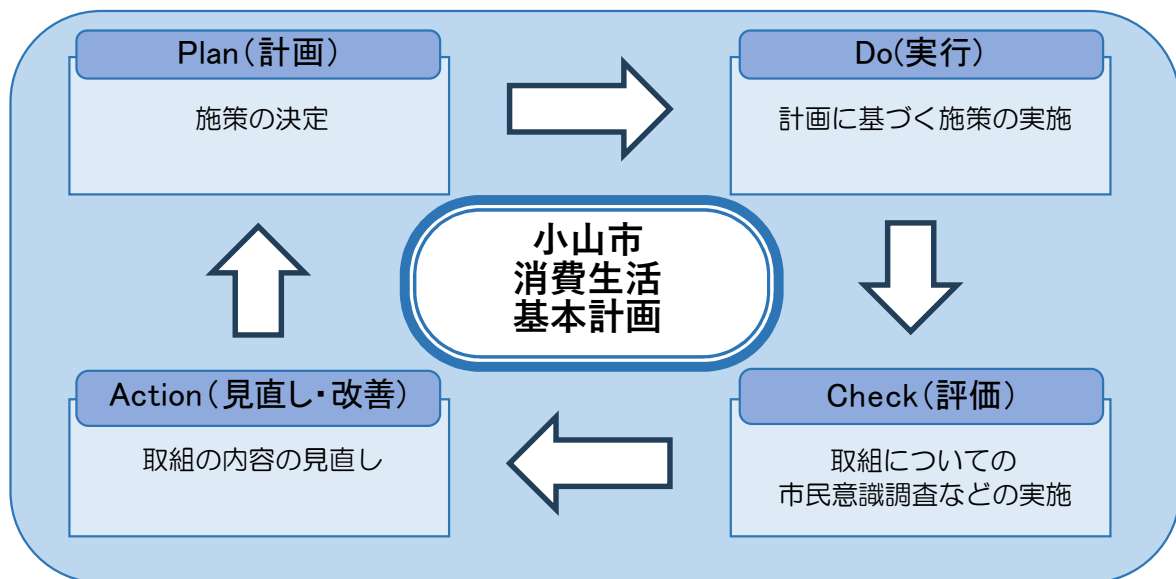 Plan（計画）
施策の決定
Do(実行）
計画に基づく施策の実施
小山市
消費生活
基本計画
Action（見直し・改善）
取組の内容の見直し
Check（評価）
取組についての
市民意識調査などの実施